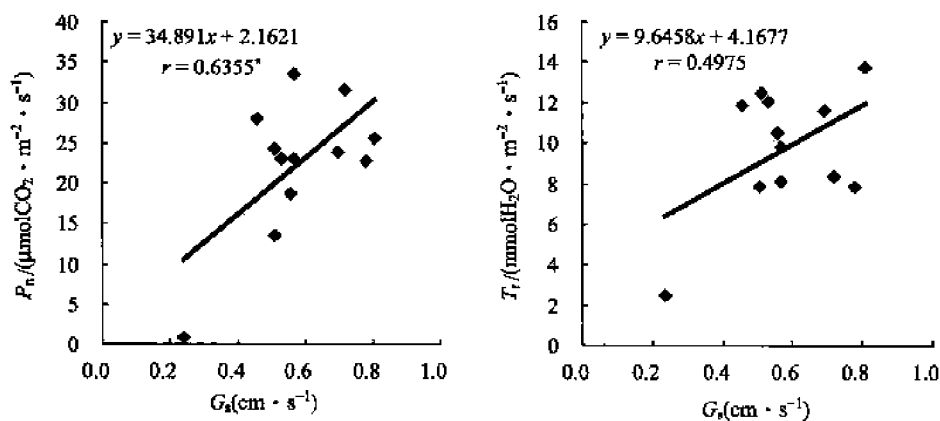 y = 34.891x + 2.1621
r = 0.6355*
40
35
30
25
20
15
10
5
0
Pn/(μmolCO₂·m⁻²·s⁻¹)
0.0 0.2 0.4 0.6 0.8 1.0
Gs(cm·s⁻¹)
y = 9.6458x + 4.1677
r = 0.4975
16
14
12
10
8
6
4
2
0
Tr/(mmolH₂O·m⁻²·s⁻¹)
0.0 0.2 0.4 0.6 0.8 1.0
Gs(cm·s⁻¹)